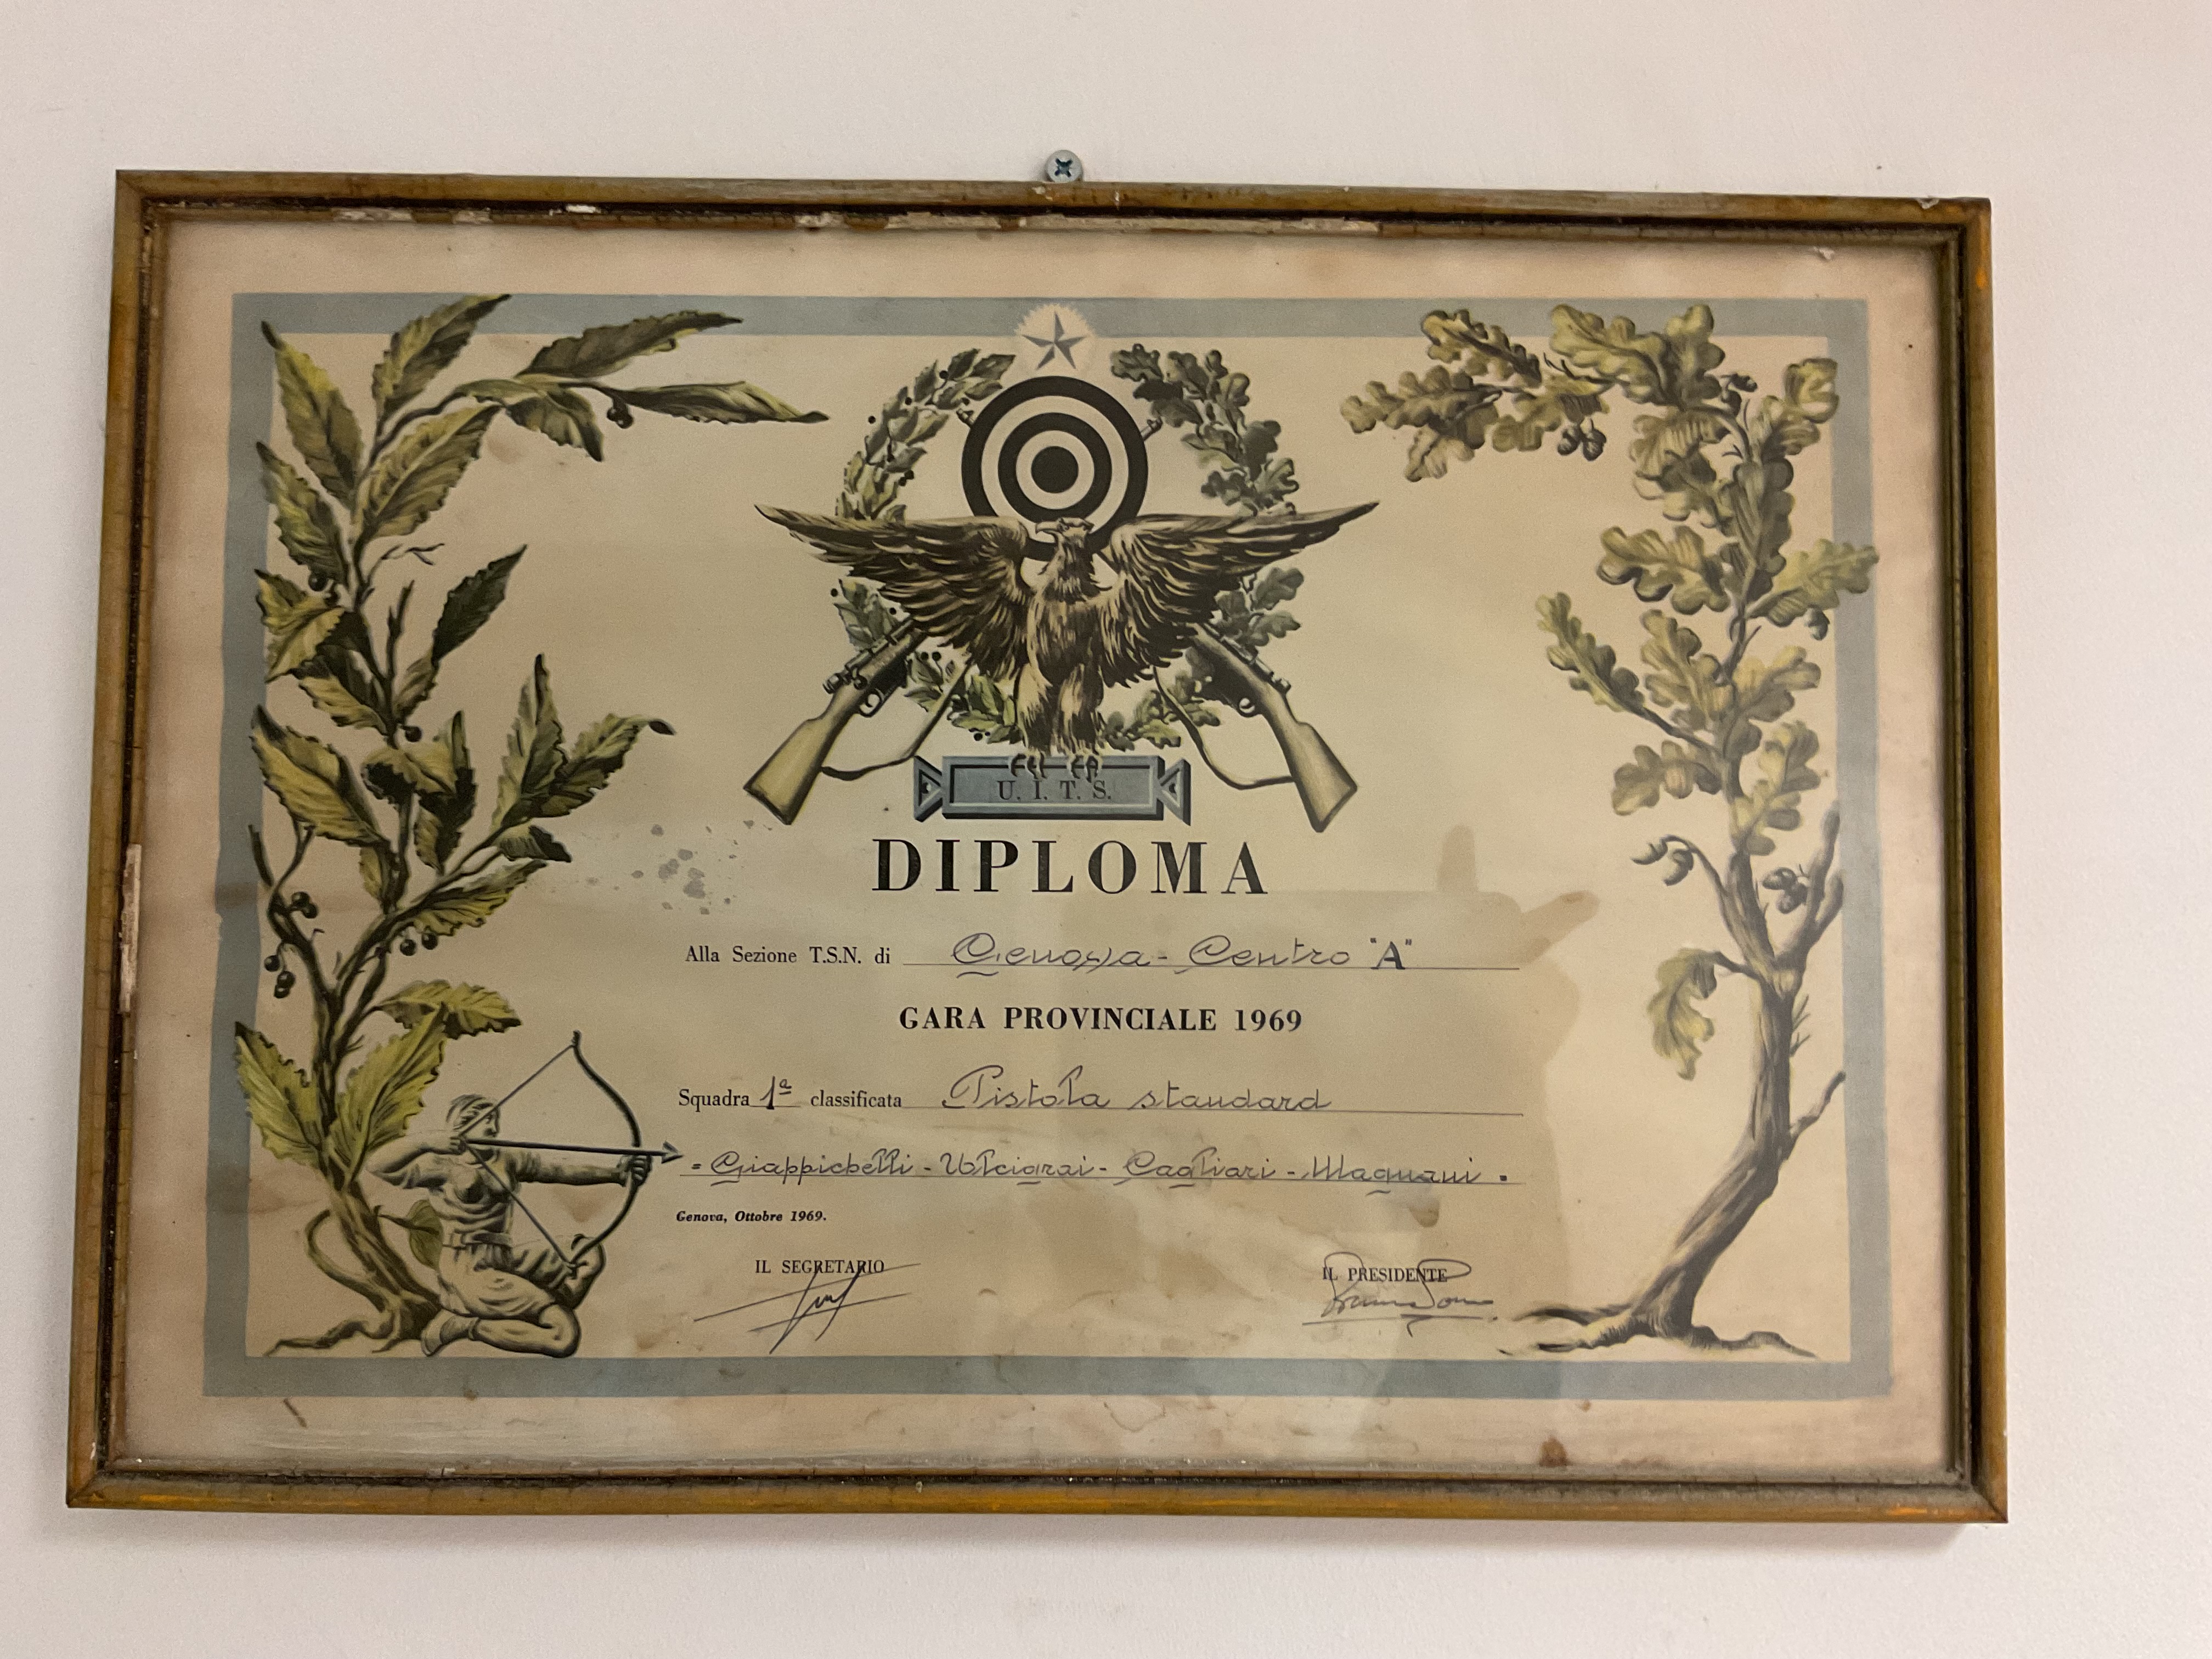 U. I. T. S.
DIPLOMA
Alla Sezione T.S.N. di Genova - Centro "A"
GARA PROVINCIALE 1969
Squadra 1ª classificata Pistola standard
= Giappichelli - Ulcigrai - Cagliari - Magnani .
Genova, Ottobre 1969.
IL SEGRETARIO
IL PRESIDENTE